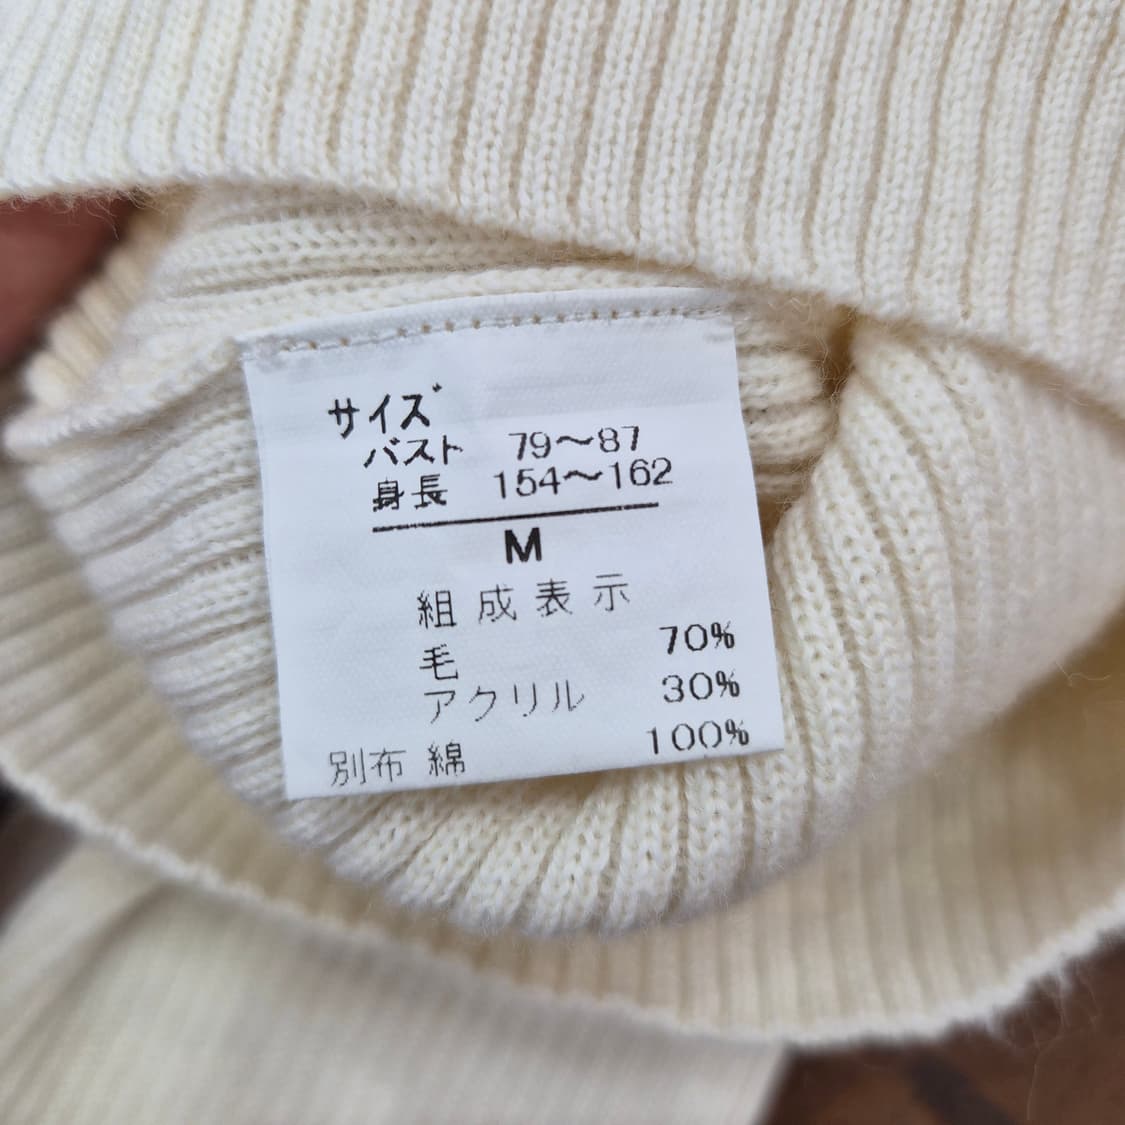 サイズ
バスト 79～87
身長 154～162
M
組成表示
毛 70%
アクリル 30%
別布 綿 100%